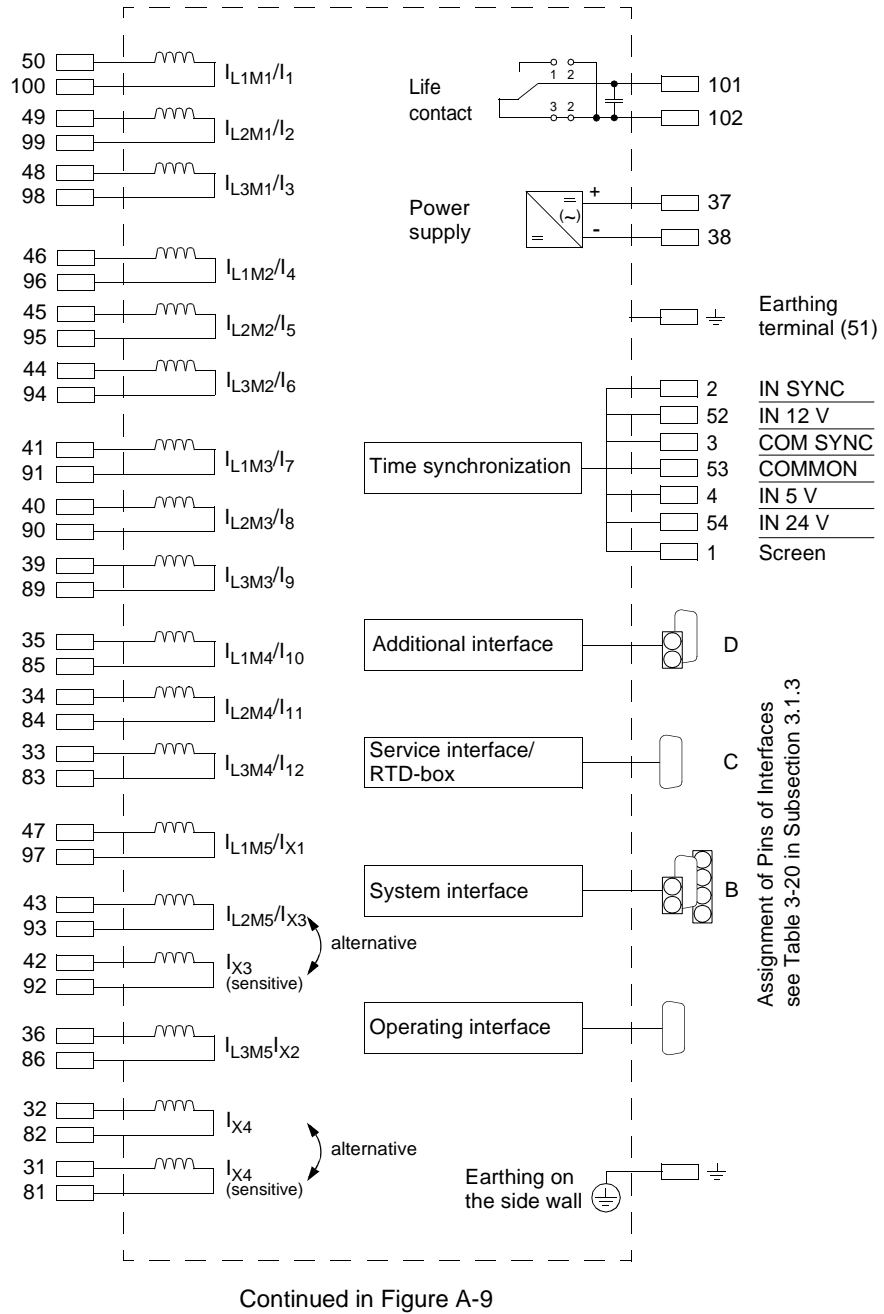 50
100
I_L1M1/I_1
49
99
I_L2M1/I_2
48
98
I_L3M1/I_3
46
96
I_L1M2/I_4
45
95
I_L2M2/I_5
44
94
I_L3M2/I_6
41
91
I_L1M3/I_7
40
90
I_L2M3/I_8
39
89
I_L3M3/I_9
35
85
I_L1M4/I_10
34
84
I_L2M4/I_11
33
83
I_L3M4/I_12
47
97
I_L1M5/I_X1
43
93
I_L2M5/I_X3
alternative
42
92
I_X3
(sensitive)
36
86
I_L3M5I_X2
32
82
I_X4
alternative
31
81
I_X4
(sensitive)
Life
contact
1 2
3 2
101
102
Power
supply
=
(~)
=
+
-
37
38
Earthing
terminal (51)
Time synchronization
2 IN SYNC
52 IN 12 V
3 COM SYNC
53 COMMON
4 IN 5 V
54 IN 24 V
1 Screen
Additional interface
D
Service interface/
RTD-box
C
System interface
B
Operating interface
Assignment of Pins of Interfaces
see Table 3-20 in Subsection 3.1.3
Earthing on
the side wall
Continued in Figure A-9